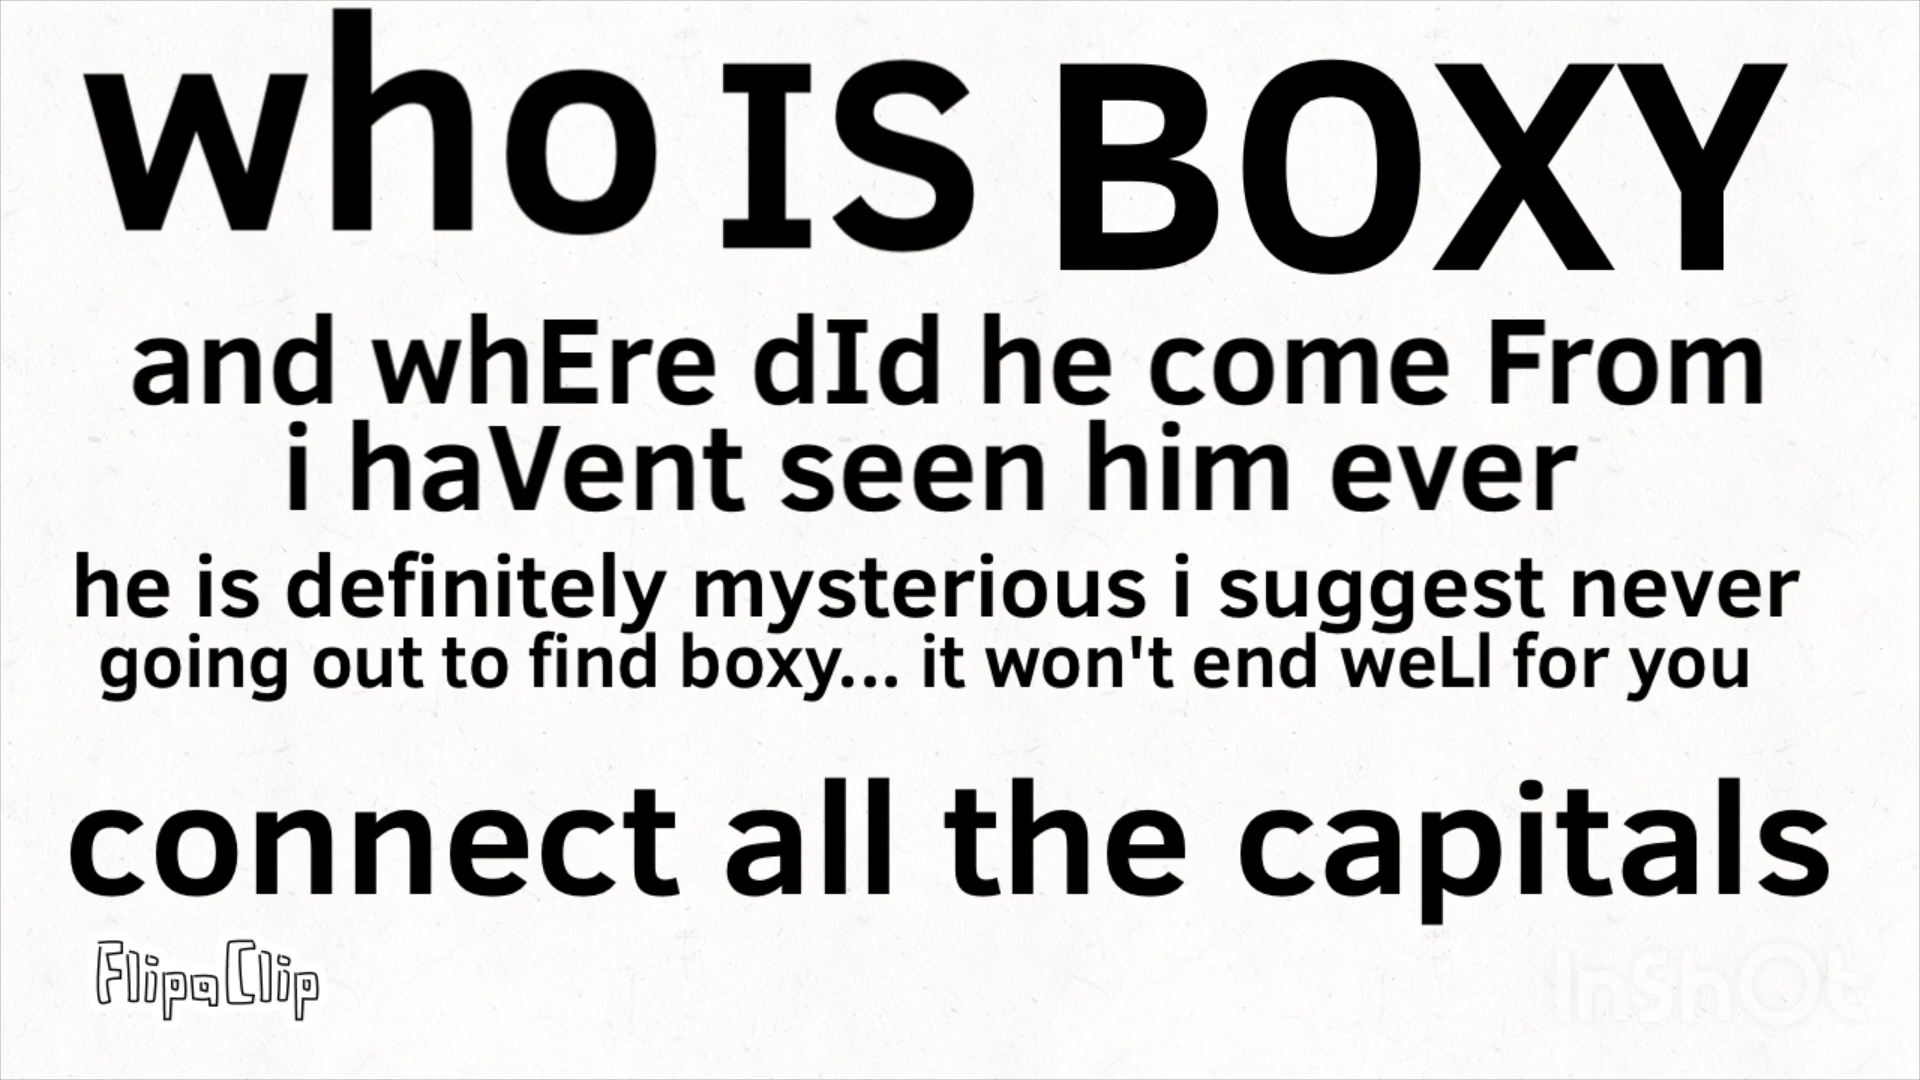 who IS BOXY
and whEre dId he come From
i haVent seen him ever
he is definitely mysterious i suggest never
going out to find boxy... it won't end weLl for you
connect all the capitals
FlipaClip
InShOt